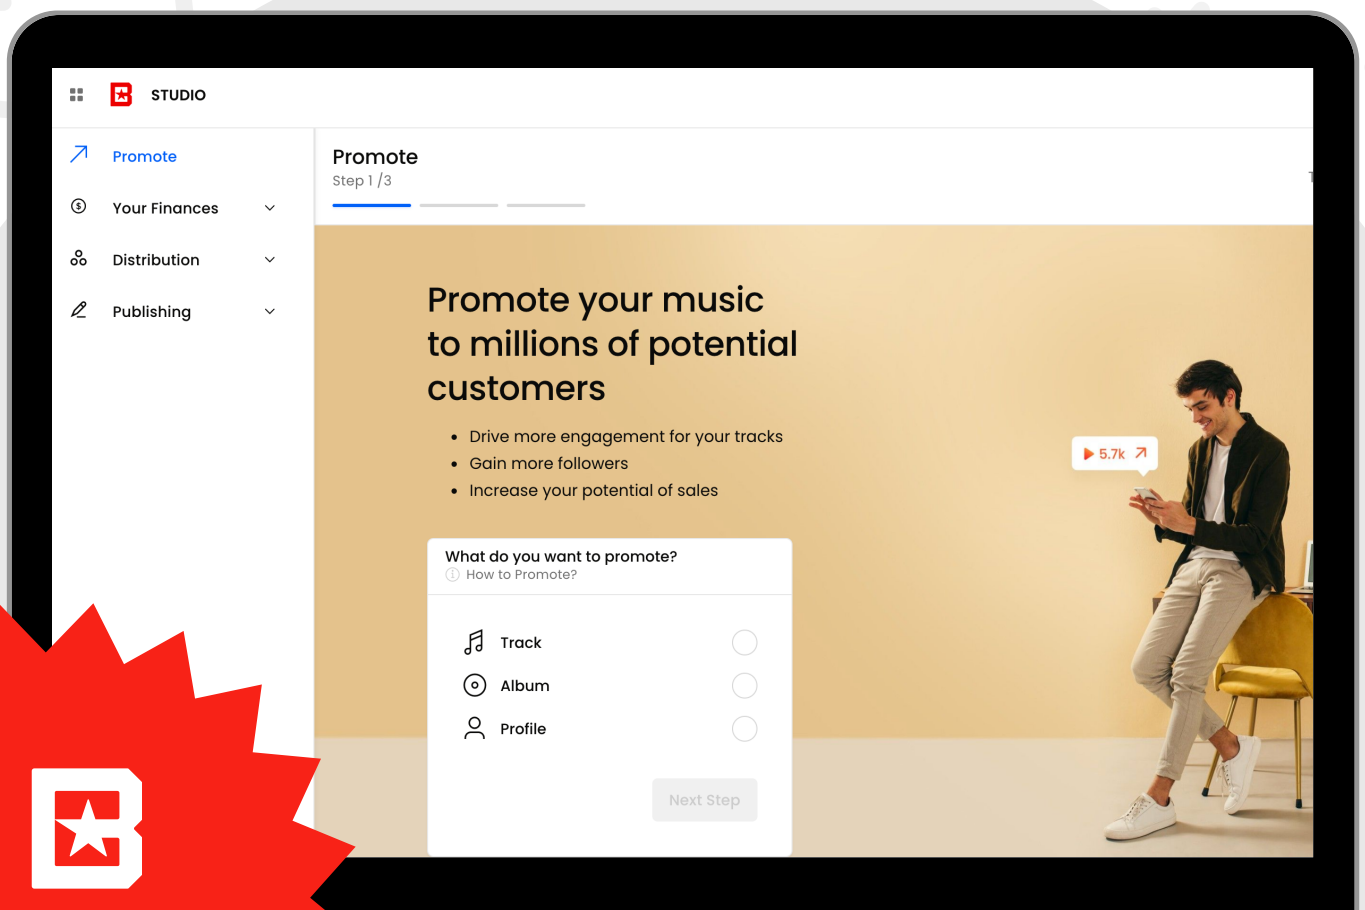 STUDIO
Promote
Your Finances
Distribution
Publishing
Promote
Step 1 /3
Promote your music
to millions of potential
customers
Drive more engagement for your tracks
Gain more followers
Increase your potential of sales
5.7k
What do you want to promote?
How to Promote?
Track
Album
Profile
Next Step